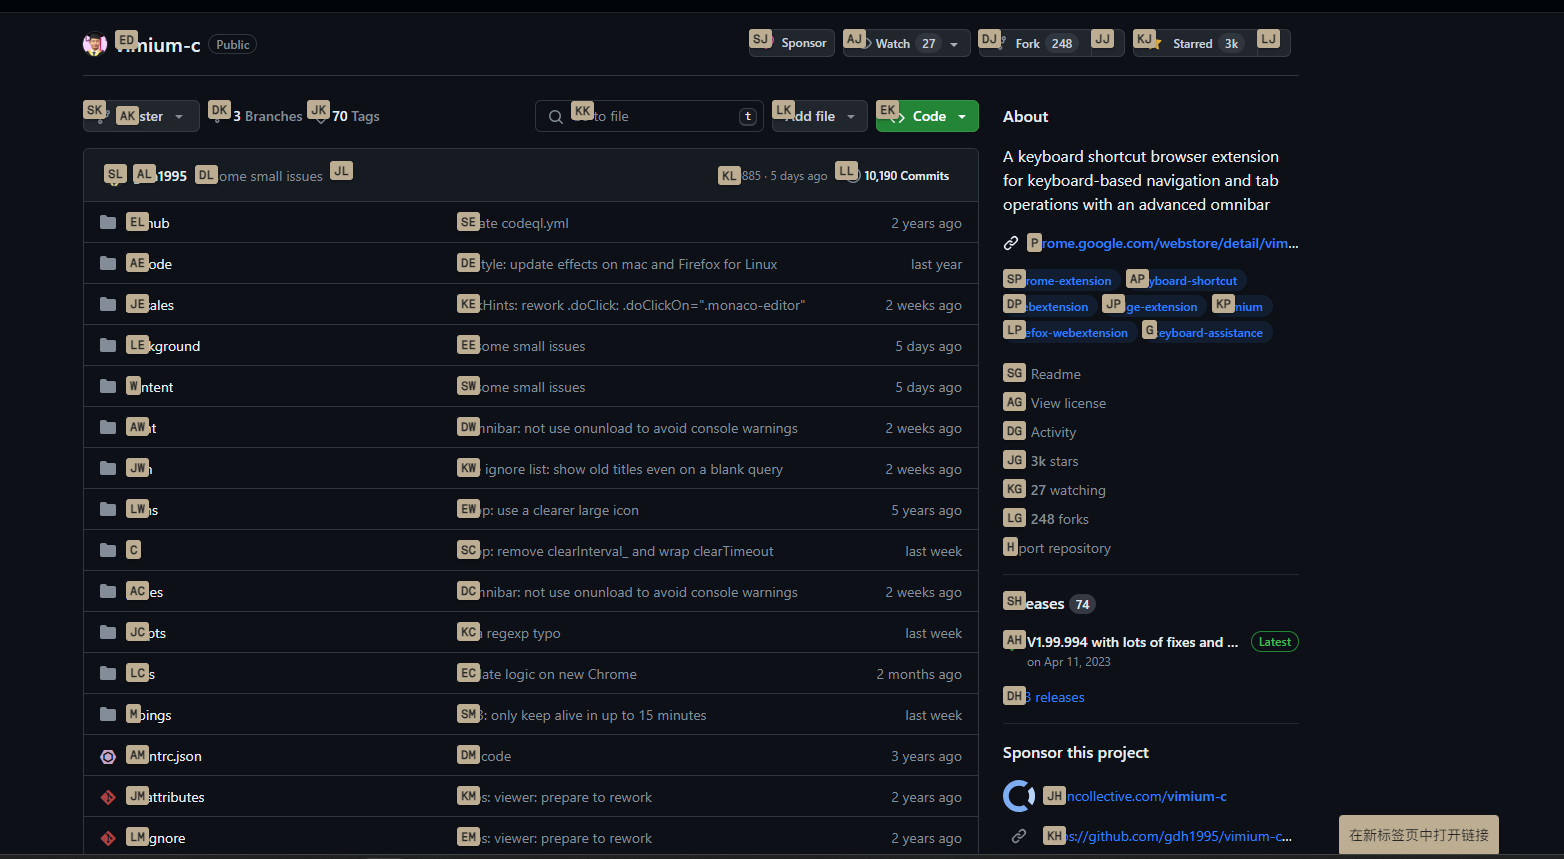 ED vimium-c Public
SJ Sponsor AJ Watch 27 DJ Fork 248 JJ KJ Starred 3k LJ
SK AK ster DK 3 Branches JK 70 Tags KK to file t LK Add file EK Code
SL AL 1995 DL ome small issues JL KL 885 · 5 days ago LL 10,190 Commits
EL hub SE ate codeql.yml 2 years ago
AE ode DE tyle: update effects on mac and Firefox for Linux last year
JE ales KE kHints: rework .doClick: .doClickOn=".monaco-editor" 2 weeks ago
LE kground EE some small issues 5 days ago
W ntent SW some small issues 5 days ago
AW t DW nibar: not use onunload to avoid console warnings 2 weeks ago
JW n KW ignore list: show old titles even on a blank query 2 weeks ago
LW ns EW p: use a clearer large icon 5 years ago
C SC p: remove clearInterval_ and wrap clearTimeout last week
AC es DC nibar: not use onunload to avoid console warnings 2 weeks ago
JC pts KC regexp typo last week
LC s EC late logic on new Chrome 2 months ago
M pings SM 3: only keep alive in up to 15 minutes last week
AM ntrc.json DM code 3 years ago
JM attributes KM s: viewer: prepare to rework 2 years ago
LM gnore EM s: viewer: prepare to rework 2 years ago
About
A keyboard shortcut browser extension
for keyboard-based navigation and tab
operations with an advanced omnibar
P rome.google.com/webstore/detail/vim...
SP rome-extension AP yboard-shortcut
DP ebextension JP ge-extension KP mium
LP efox-webextension G keyboard-assistance
SG Readme
AG View license
DG Activity
JG 3k stars
KG 27 watching
LG 248 forks
H port repository
SH eases 74
AH V1.99.994 with lots of fixes and ... Latest
on Apr 11, 2023
DH 3 releases
Sponsor this project
JH ncollective.com/vimium-c
KH s://github.com/gdh1995/vimium-c...
在新标签页中打开链接